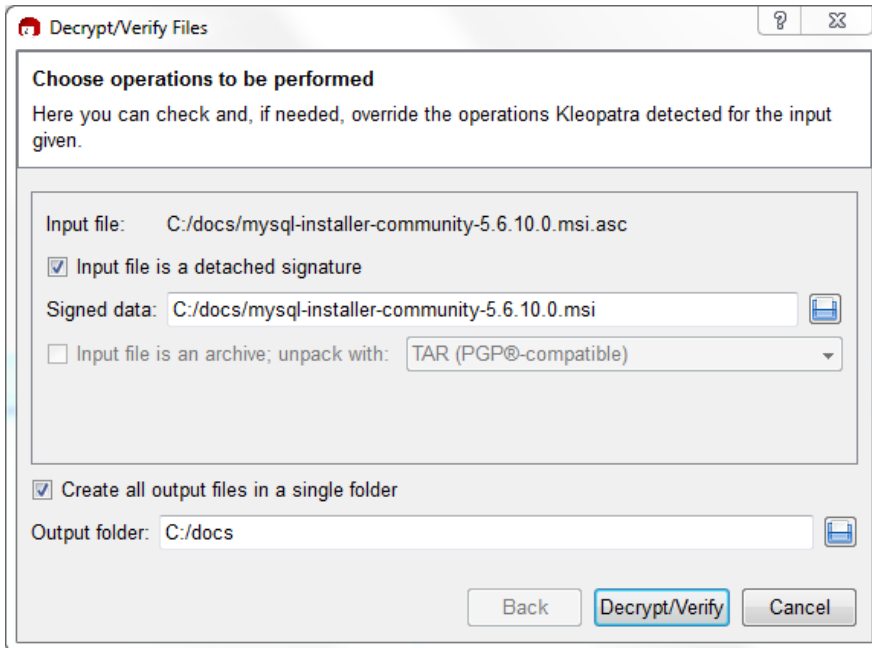 Decrypt/Verify Files
Choose operations to be performed
Here you can check and, if needed, override the operations Kleopatra detected for the input
given.
Input file: C:/docs/mysql-installer-community-5.6.10.0.msi.asc
Input file is a detached signature
Signed data: C:/docs/mysql-installer-community-5.6.10.0.msi
Input file is an archive; unpack with: TAR (PGP®-compatible)
Create all output files in a single folder
Output folder: C:/docs
Back Decrypt/Verify Cancel